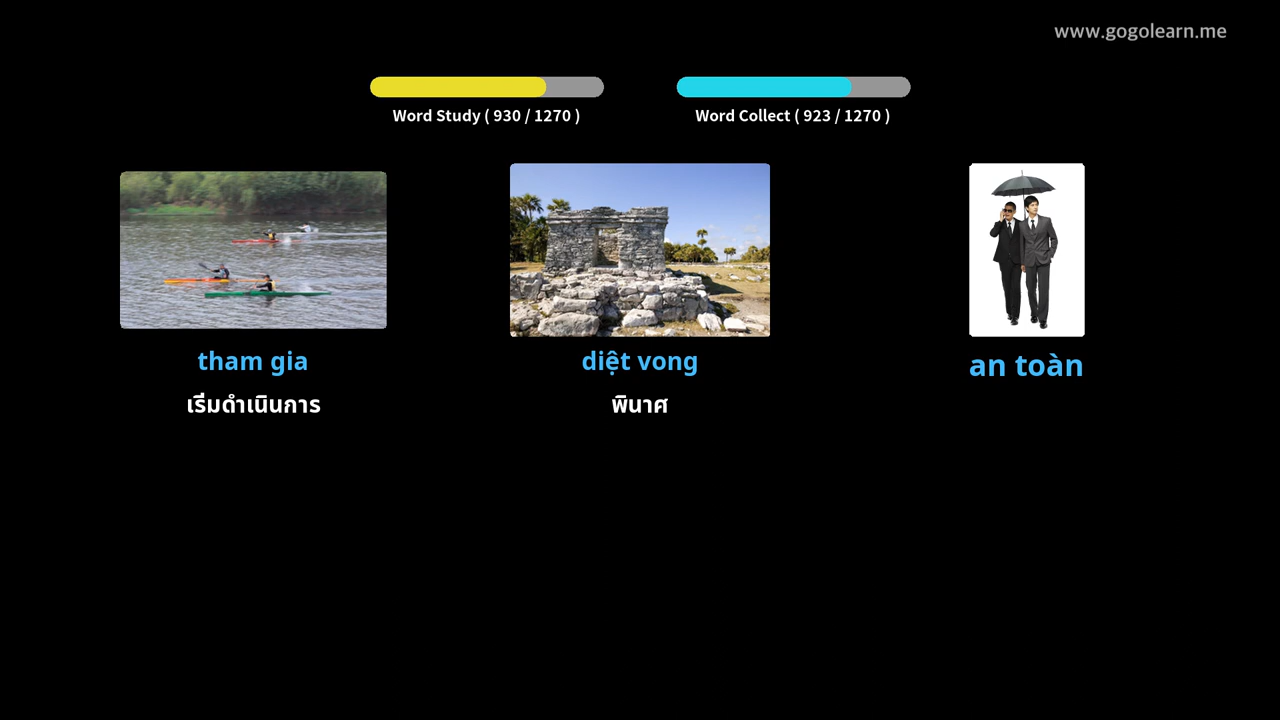 www.gogolearn.me
Word Study ( 930 / 1270 )
Word Collect ( 923 / 1270 )
tham gia
เริ่มดำเนินการ
diệt vong
พินาศ
an toàn